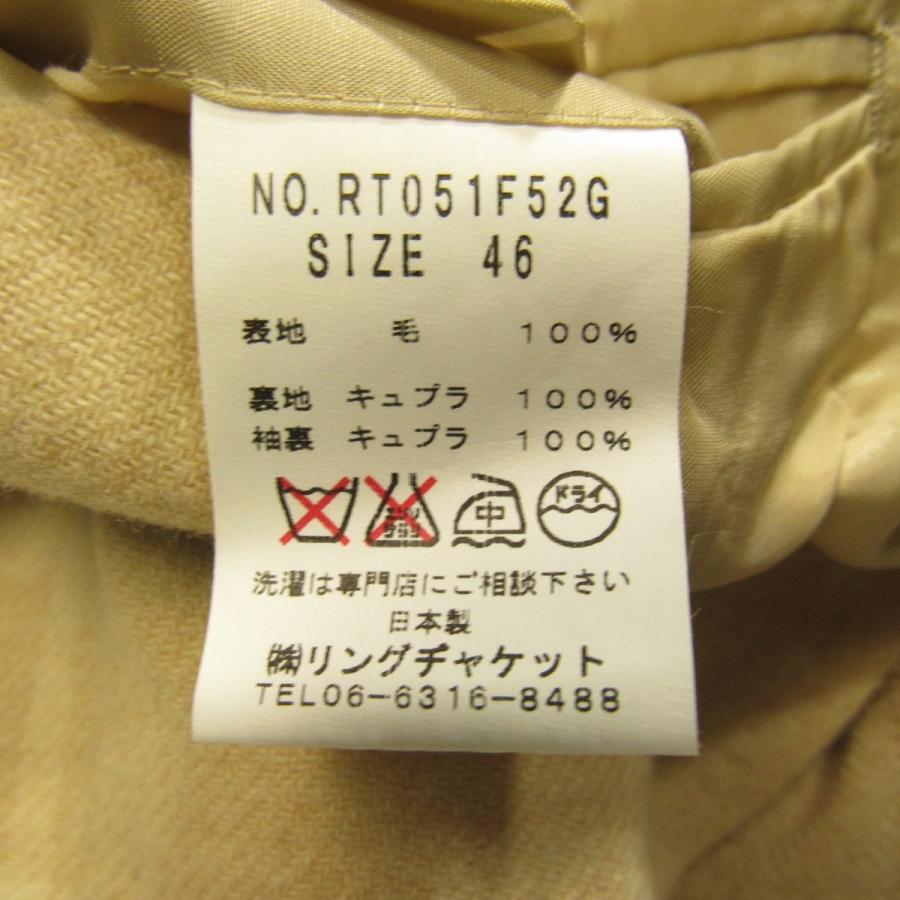 NO.RT051F52G
SIZE 46
表地 毛 100%
裏地 キュプラ 100%
袖裏 キュプラ 100%
中 ドライ
洗濯は専門店にご相談下さい
日本製
㈱リングヂャケット
TEL06-6316-8488